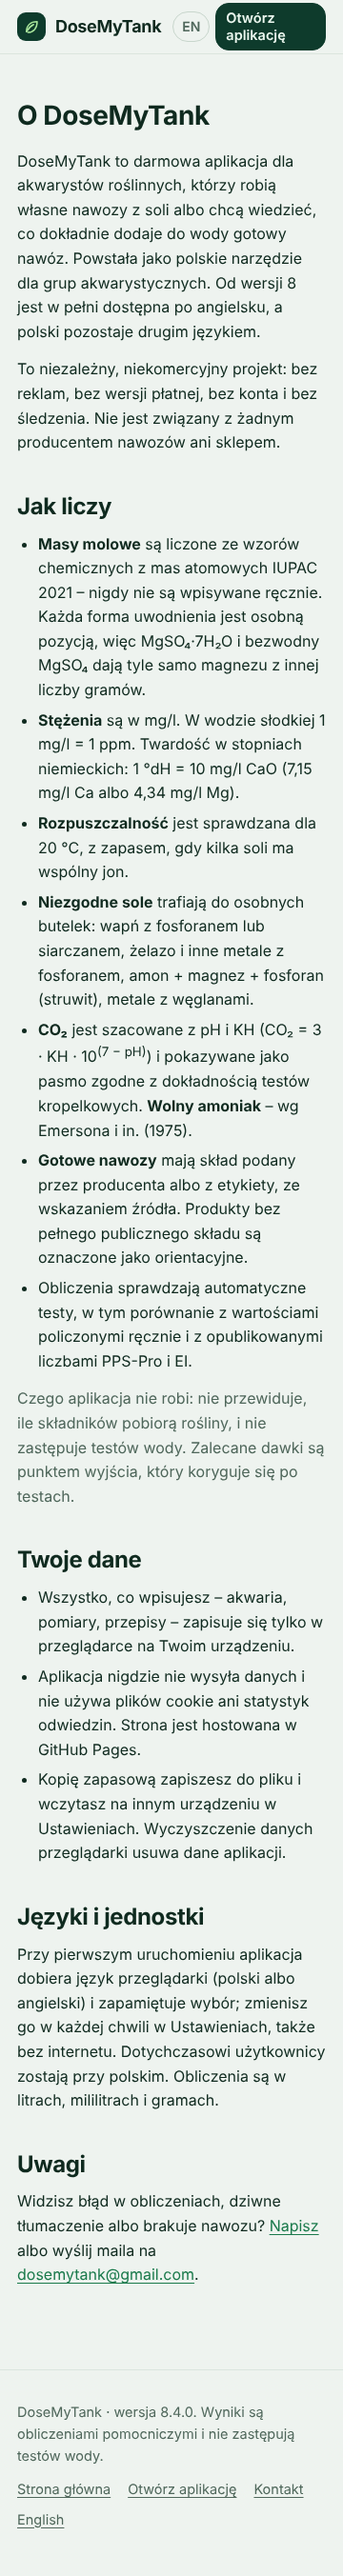 DoseMyTank
EN
Otwórz
aplikację
O DoseMyTank
DoseMyTank to darmowa aplikacja dla
akwarystów roślinnych, którzy robią
własne nawozy z soli albo chcą wiedzieć,
co dokładnie dodaje do wody gotowy
nawóz. Powstała jako polskie narzędzie
dla grup akwarystycznych. Od wersji 8
jest w pełni dostępna po angielsku, a
polski pozostaje drugim językiem.
To niezależny, niekomercyjny projekt: bez
reklam, bez wersji płatnej, bez konta i bez
śledzenia. Nie jest związany z żadnym
producentem nawozów ani sklepem.
Jak liczy
• Masy molowe są liczone ze wzorów
chemicznych z mas atomowych IUPAC
2021 – nigdy nie są wpisywane ręcznie.
Każda forma uwodnienia jest osobną
pozycją, więc MgSO₄·7H₂O i bezwodny
MgSO₄ dają tyle samo magnezu z innej
liczby gramów.
• Stężenia są w mg/l. W wodzie słodkiej 1
mg/l = 1 ppm. Twardość w stopniach
niemieckich: 1 °dH = 10 mg/l CaO (7,15
mg/l Ca albo 4,34 mg/l Mg).
• Rozpuszczalność jest sprawdzana dla
20 °C, z zapasem, gdy kilka soli ma
wspólny jon.
• Niezgodne sole trafiają do osobnych
butelek: wapń z fosforanem lub
siarczanem, żelazo i inne metale z
fosforanem, amon + magnez + fosforan
(struwit), metale z węglanami.
• CO₂ jest szacowane z pH i KH (CO₂ = 3
· KH · 10^(7 − pH)) i pokazywane jako
pasmo zgodne z dokładnością testów
kropelkowych. Wolny amoniak – wg
Emersona i in. (1975).
• Gotowe nawozy mają skład podany
przez producenta albo z etykiety, ze
wskazaniem źródła. Produkty bez
pełnego publicznego składu są
oznaczone jako orientacyjne.
• Obliczenia sprawdzają automatyczne
testy, w tym porównanie z wartościami
policzonymi ręcznie i z opublikowanymi
liczbami PPS-Pro i EI.
Czego aplikacja nie robi: nie przewiduje,
ile składników pobiorą rośliny, i nie
zastępuje testów wody. Zalecane dawki są
punktem wyjścia, który koryguje się po
testach.
Twoje dane
• Wszystko, co wpisujesz – akwaria,
pomiary, przepisy – zapisuje się tylko w
przeglądarce na Twoim urządzeniu.
• Aplikacja nigdzie nie wysyła danych i
nie używa plików cookie ani statystyk
odwiedzin. Strona jest hostowana w
GitHub Pages.
• Kopię zapasową zapiszesz do pliku i
wczytasz na innym urządzeniu w
Ustawieniach. Wyczyszczenie danych
przeglądarki usuwa dane aplikacji.
Języki i jednostki
Przy pierwszym uruchomieniu aplikacja
dobiera język przeglądarki (polski albo
angielski) i zapamiętuje wybór; zmienisz
go w każdej chwili w Ustawieniach, także
bez internetu. Dotychczasowi użytkownicy
zostają przy polskim. Obliczenia są w
litrach, mililitrach i gramach.
Uwagi
Widzisz błąd w obliczeniach, dziwne
tłumaczenie albo brakuje nawozu? Napisz
albo wyślij maila na
dosemytank@gmail.com.
DoseMyTank · wersja 8.4.0. Wyniki są
obliczeniami pomocniczymi i nie zastępują
testów wody.
Strona główna Otwórz aplikację Kontakt
English